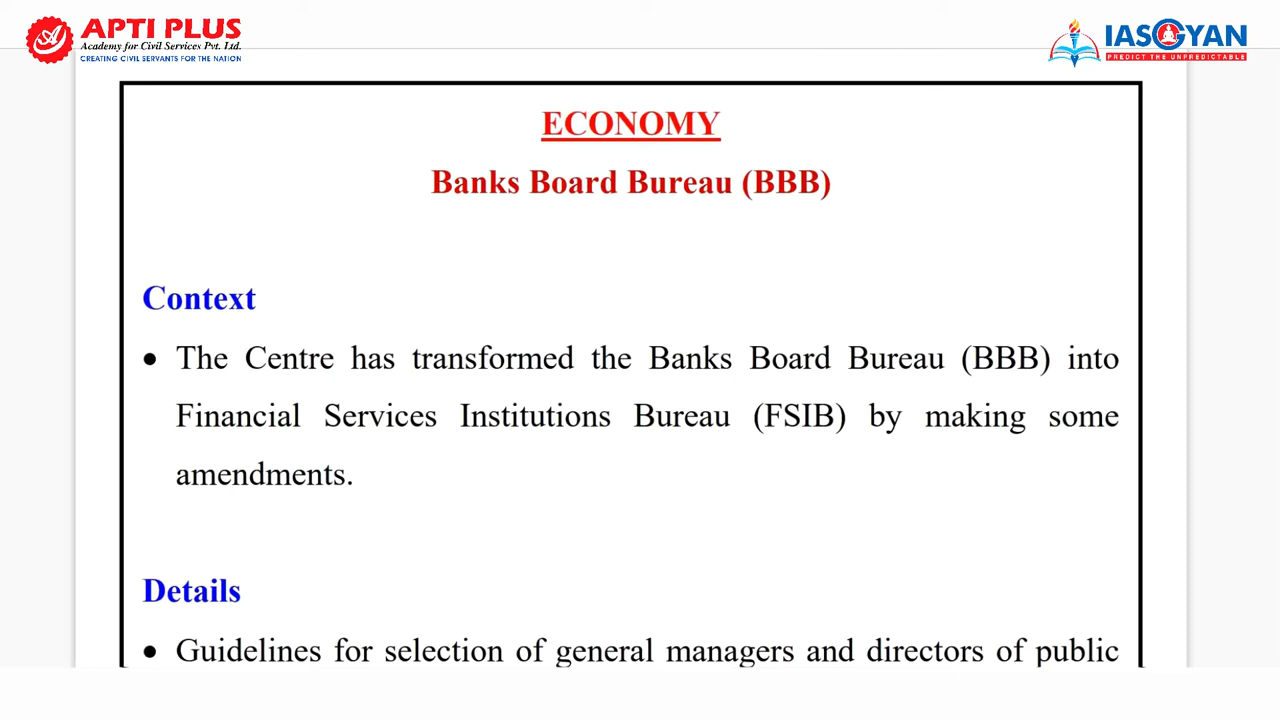 APTI PLUS
Academy for Civil Services Pvt. Ltd.
CREATING CIVIL SERVANTS FOR THE NATION
IASGYAN
PREDICT THE UNPREDICTABLE
ECONOMY
Banks Board Bureau (BBB)
Context
• The Centre has transformed the Banks Board Bureau (BBB) into
Financial Services Institutions Bureau (FSIB) by making some
amendments.
Details
• Guidelines for selection of general managers and directors of public